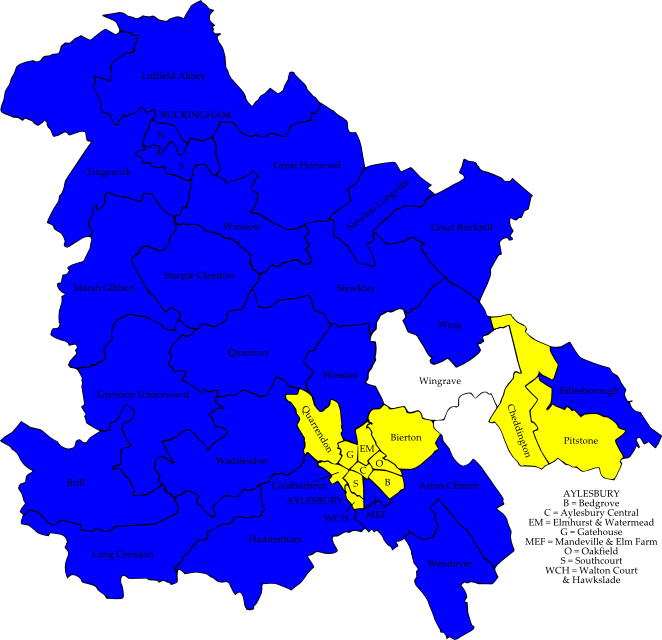 Luffield Abbey
BUCKINGHAM
N
S
Tingewick
Great Horwood
Newton Longville
Winslow
Great Brickhill
Steeple Claydon
Marsh Gibbon
Stewkley
Wing
Quainton
Weedon
Wingrave
Edlesborough
Grendon Underwood
Cheddington
Quarrendon
Bierton
Pitstone
EM
G
O
Waddesdon
C
Brill
Coldharbour
S
B
Aston Clinton
AYLESBURY
WCH
MEF
Long Crendon
Haddenham
Wendover
AYLESBURY
B = Bedgrove
C = Aylesbury Central
EM = Elmhurst & Watermead
G = Gatehouse
MEF = Mandeville & Elm Farm
O = Oakfield
S = Southcourt
WCH = Walton Court
& Hawkslade